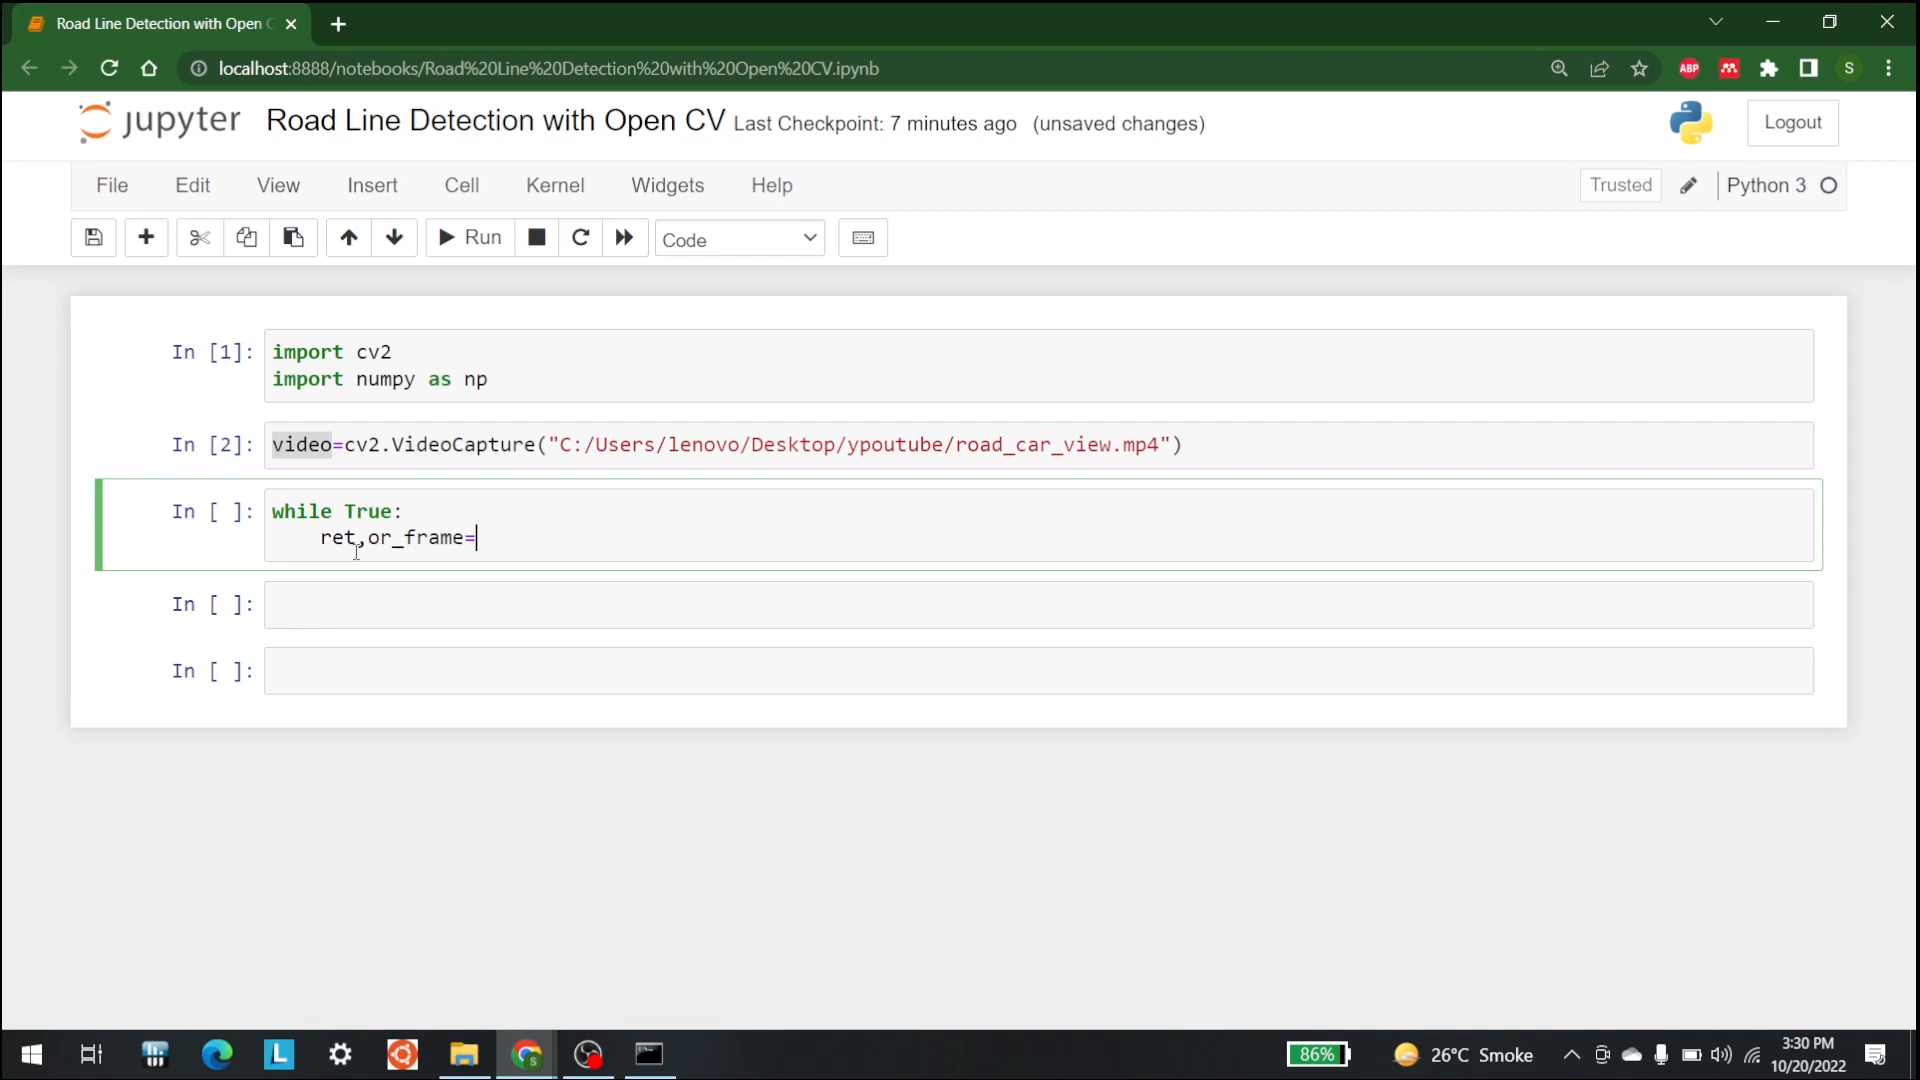 Road Line Detection with Open C
localhost:8888/notebooks/Road%20Line%20Detection%20with%20Open%20CV.ipynb
ABP
S
jupyter Road Line Detection with Open CV Last Checkpoint: 7 minutes ago (unsaved changes)
Logout
File Edit View Insert Cell Kernel Widgets Help
Trusted Python 3
Run Code
In [1]: import cv2
import numpy as np
In [2]: video=cv2.VideoCapture("C:/Users/lenovo/Desktop/ypoutube/road_car_view.mp4")
In [ ]: while True:
ret,or_frame=
In [ ]:
In [ ]:
L
86%
26°C Smoke
3:30 PM
10/20/2022